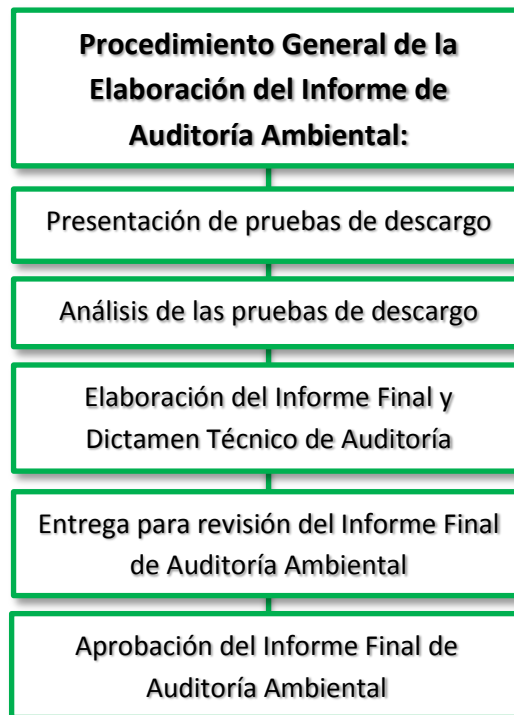 Procedimiento General de la
Elaboración del Informe de
Auditoría Ambiental:
Presentación de pruebas de descargo
Análisis de las pruebas de descargo
Elaboración del Informe Final y
Dictamen Técnico de Auditoría
Entrega para revisión del Informe Final
de Auditoría Ambiental
Aprobación del Informe Final de
Auditoría Ambiental